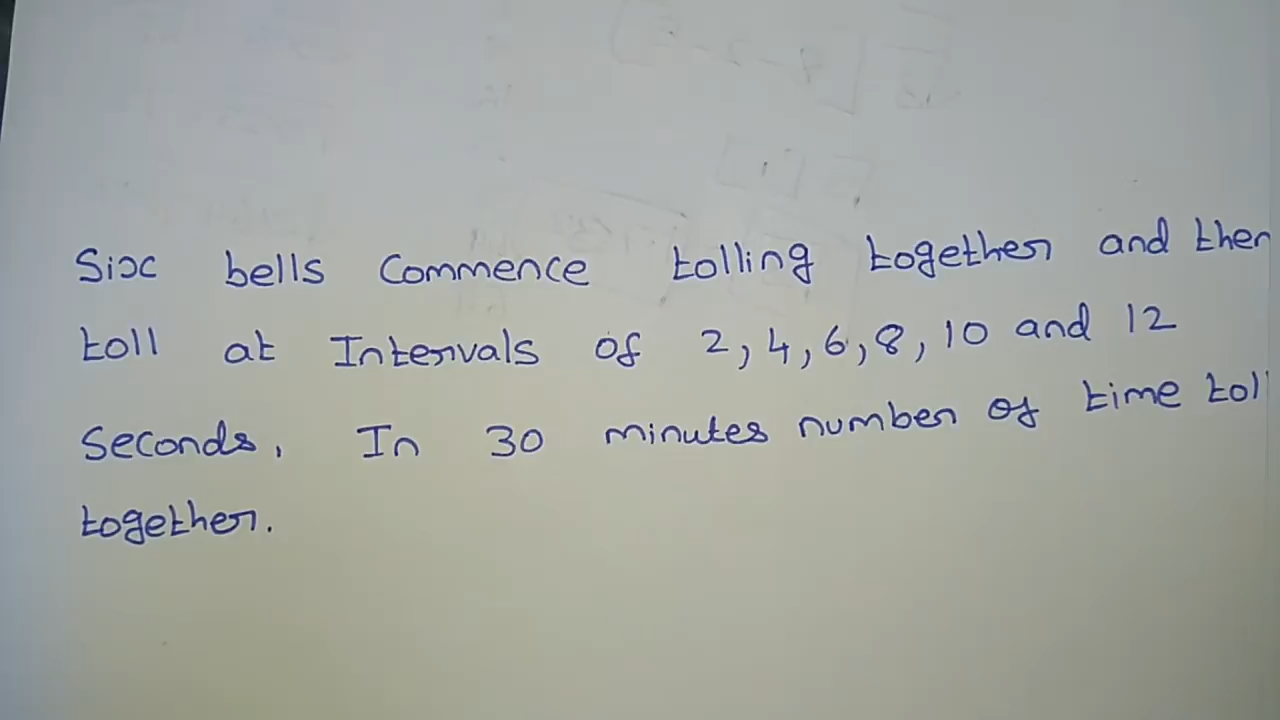 Six bells Commence tolling together and then
toll at Intervals of 2, 4, 6, 8, 10 and 12
Seconds. In 30 minutes number of time toll
together.